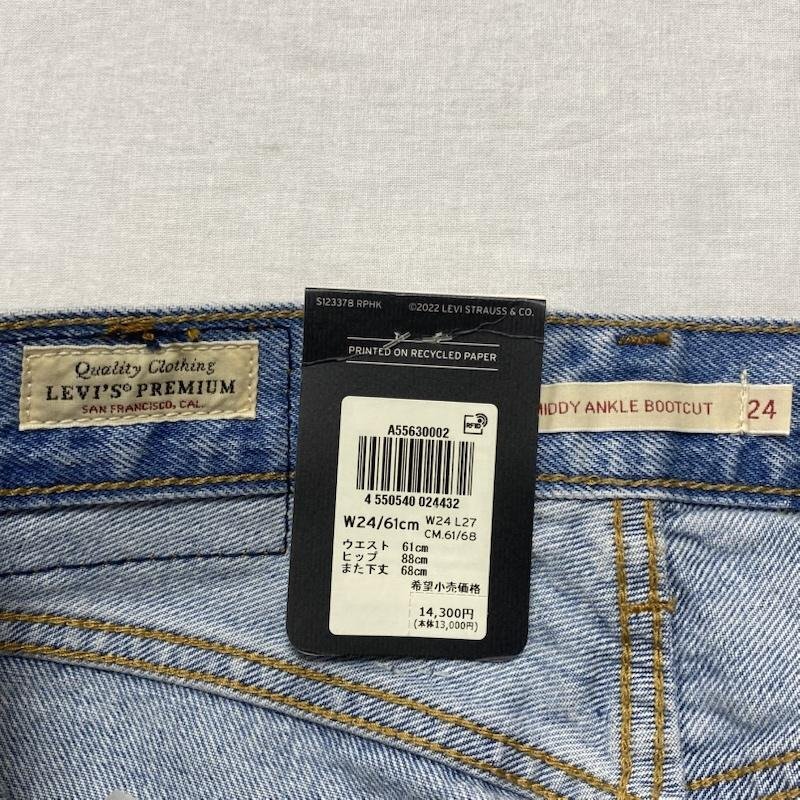 S12337B RPHK ©2022 LEVI STRAUSS & CO.
PRINTED ON RECYCLED PAPER
Quality Clothing
LEVI'S® PREMIUM
SAN FRANCISCO, CAL.
MIDDY ANKLE BOOTCUT 24
A55630002
RFID
4 550540 024432
W24/61cm W24 L27
CM.61/68
ウエスト 61cm
ヒップ 88cm
また下丈 68cm
希望小売価格
14,300円
(本体13,000円)